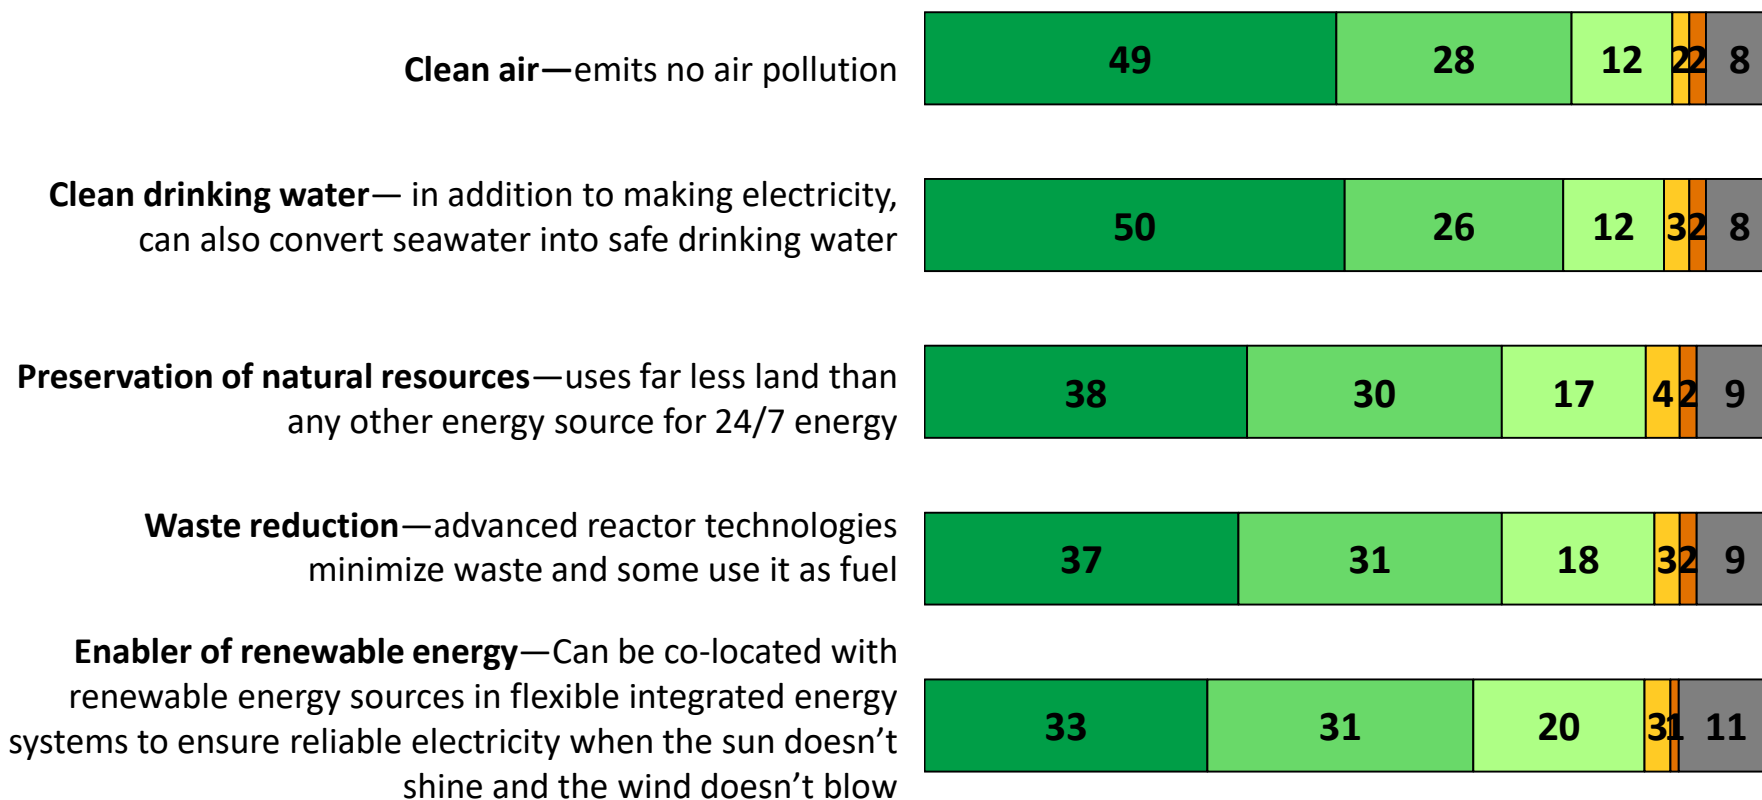 Clean air—emits no air pollution
49 28 12 2 2 8
Clean drinking water— in addition to making electricity,
can also convert seawater into safe drinking water
50 26 12 3 2 8
Preservation of natural resources—uses far less land than
any other energy source for 24/7 energy
38 30 17 4 2 9
Waste reduction—advanced reactor technologies
minimize waste and some use it as fuel
37 31 18 3 2 9
Enabler of renewable energy—Can be co-located with
renewable energy sources in flexible integrated energy
systems to ensure reliable electricity when the sun doesn’t
shine and the wind doesn’t blow
33 31 20 3 1 11